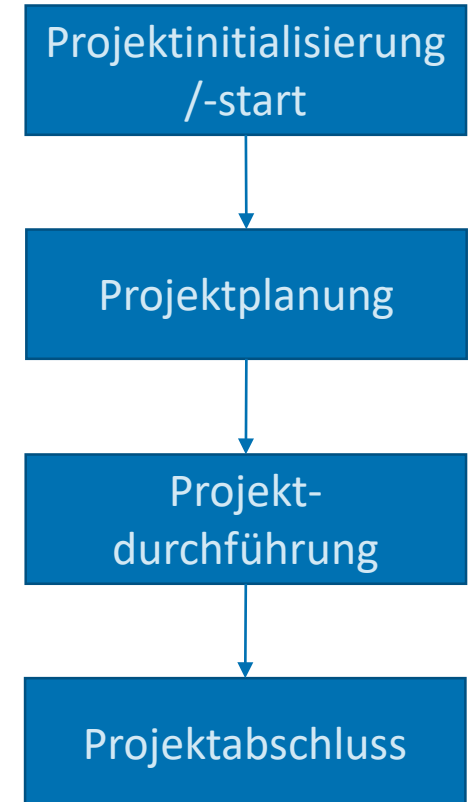 Projektinitialisierung
/-start
Projektplanung
Projekt-
durchführung
Projektabschluss